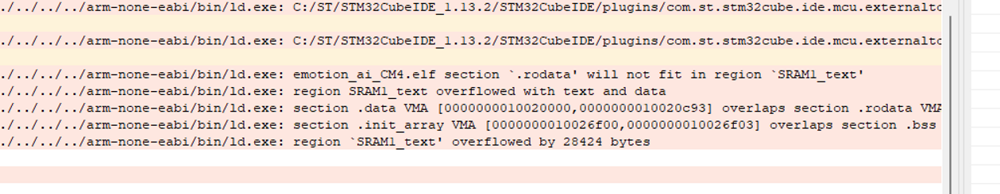 ./../../../arm-none-eabi/bin/ld.exe: C:/ST/STM32CubeIDE_1.13.2/STM32CubeIDE/plugins/com.st.stm32cube.ide.mcu.externaltc
./../../../arm-none-eabi/bin/ld.exe: C:/ST/STM32CubeIDE_1.13.2/STM32CubeIDE/plugins/com.st.stm32cube.ide.mcu.externaltc
./../../../arm-none-eabi/bin/ld.exe: emotion_ai_CM4.elf section `.rodata' will not fit in region `SRAM1_text'
./../../../arm-none-eabi/bin/ld.exe: region SRAM1_text overflowed with text and data
./../../../arm-none-eabi/bin/ld.exe: section .data VMA [0000000010020000,0000000010020c93] overlaps section .rodata VMA
./../../../arm-none-eabi/bin/ld.exe: section .init_array VMA [0000000010026f00,0000000010026f03] overlaps section .bss
./../../../arm-none-eabi/bin/ld.exe: region `SRAM1_text' overflowed by 28424 bytes